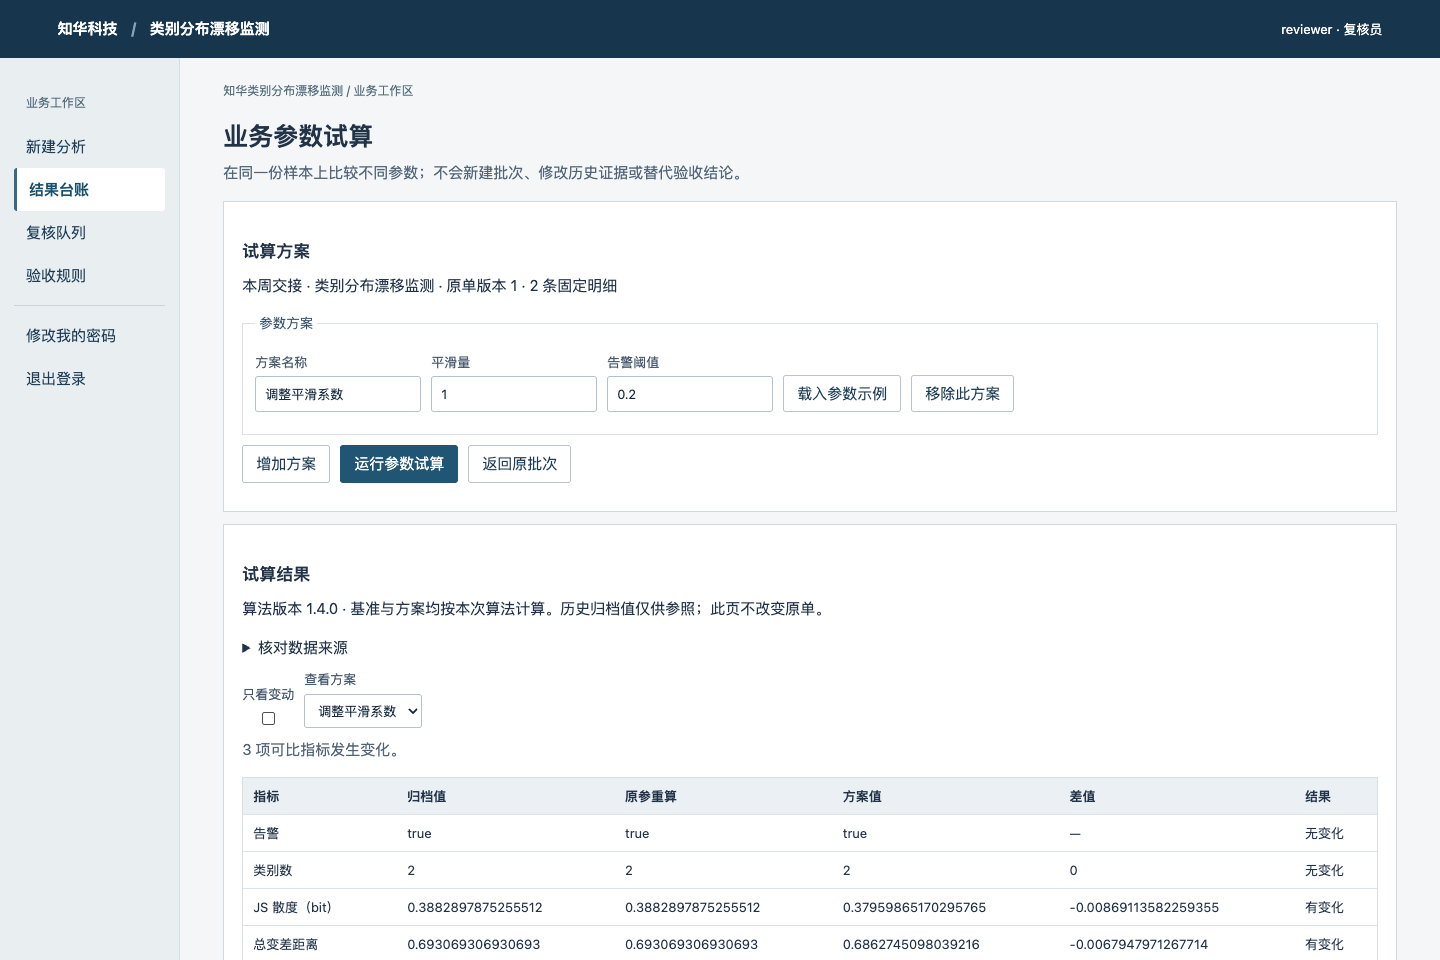 知华科技 / 类别分布漂移监测
reviewer · 复核员
业务工作区
新建分析
结果台账
复核队列
验收规则
修改我的密码
退出登录
知华类别分布漂移监测 / 业务工作区
业务参数试算
在同一份样本上比较不同参数；不会新建批次、修改历史证据或替代验收结论。
试算方案
本周交接 · 类别分布漂移监测 · 原单版本 1 · 2 条固定明细
参数方案
方案名称 平滑量 告警阈值
调整平滑系数 1 0.2 载入参数示例 移除此方案
增加方案 运行参数试算 返回原批次
试算结果
算法版本 1.4.0 · 基准与方案均按本次算法计算。历史归档值仅供参照；此页不改变原单。
▶ 核对数据来源
只看变动
查看方案
调整平滑系数
3 项可比指标发生变化。
指标 归档值 原参重算 方案值 差值 结果
告警 true true true — 无变化
类别数 2 2 2 0 无变化
JS 散度（bit） 0.3882897875255512 0.3882897875255512 0.37959865170295765 -0.00869113582259355 有变化
总变差距离 0.693069306930693 0.693069306930693 0.6862745098039216 -0.0067947971267714 有变化